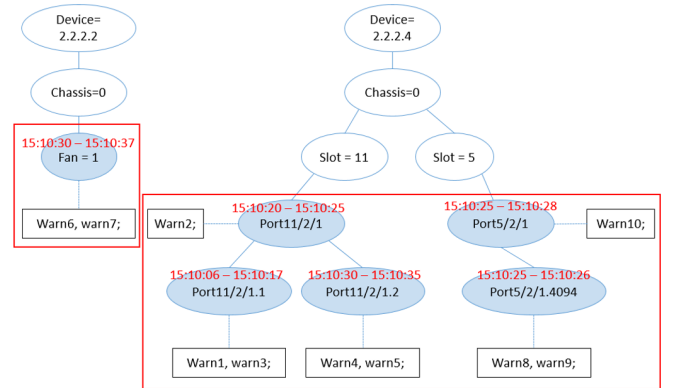 Device=
2.2.2.2
Device=
2.2.2.4
Chassis=0
Chassis=0
15:10:30 – 15:10:37
Fan = 1
Slot = 11
Slot = 5
Warn6, warn7;
Warn2;
15:10:20 – 15:10:25
Port11/2/1
15:10:25 – 15:10:28
Port5/2/1
Warn10;
15:10:06 – 15:10:17
Port11/2/1.1
15:10:30 – 15:10:35
Port11/2/1.2
15:10:25 – 15:10:26
Port5/2/1.4094
Warn1, warn3;
Warn4, warn5;
Warn8, warn9;